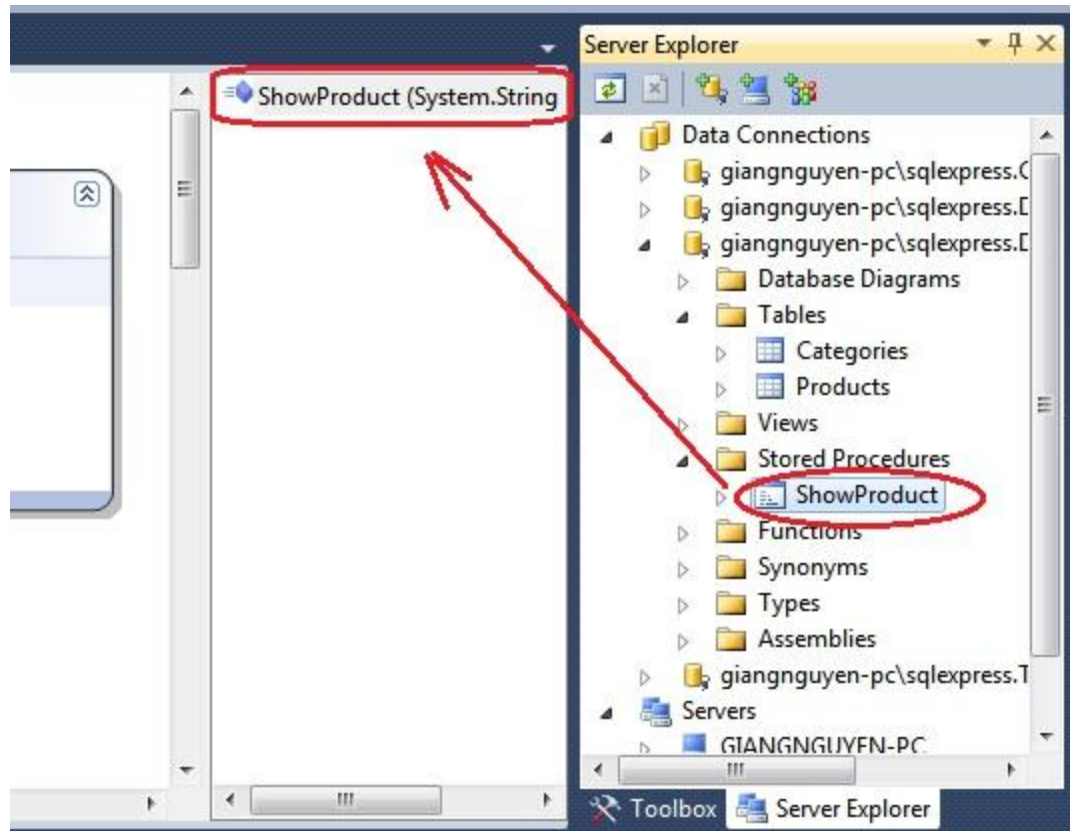 ShowProduct (System.String
Server Explorer
Data Connections
giangnguyen-pc\sqlexpress.C
giangnguyen-pc\sqlexpress.D
giangnguyen-pc\sqlexpress.D
Database Diagrams
Tables
Categories
Products
Views
Stored Procedures
ShowProduct
Functions
Synonyms
Types
Assemblies
giangnguyen-pc\sqlexpress.T
Servers
GIANGNGUYEN-PC
Toolbox
Server Explorer